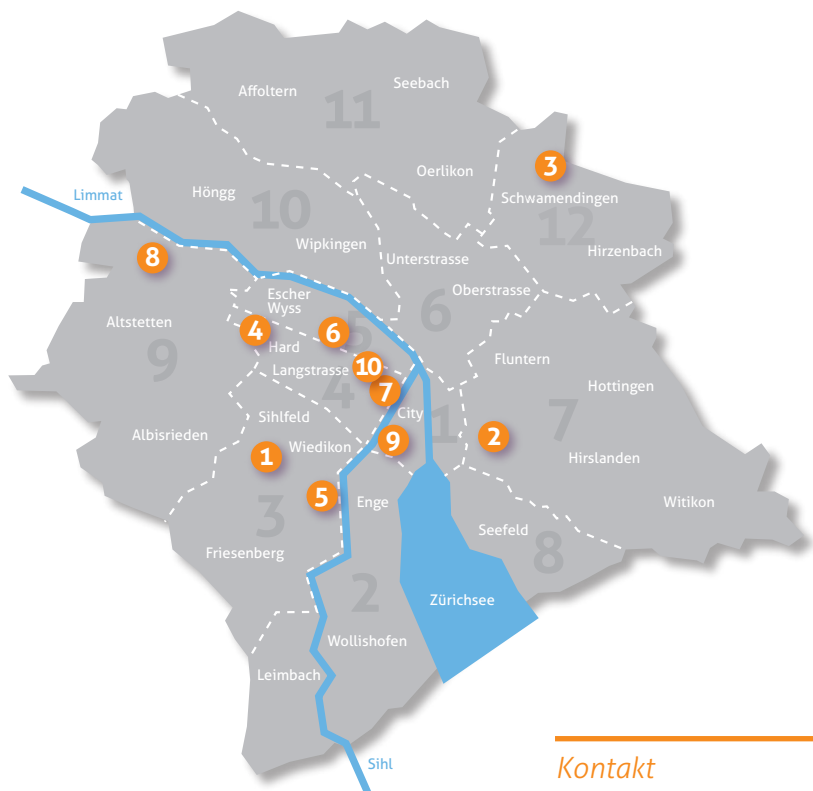 Seebach
Affoltern
11
Oerlikon
3
Schwamendingen
12
Hirzenbach
Limmat
Höngg
10
Wipkingen
Unterstrasse
Oberstrasse
6
8
Altstetten
9
Albisrieden
Escher
Wyss
5
4
Hard
6
Langstrasse
10
4
7
City
1
9
Fluntern
Hottingen
7
2
Hirslanden
Witikon
Sihlfeld
Wiedikon
1
3
5
Friesenberg
Enge
2
Seefeld
8
Zürichsee
Wollishofen
Leimbach
Sihl
Kontakt